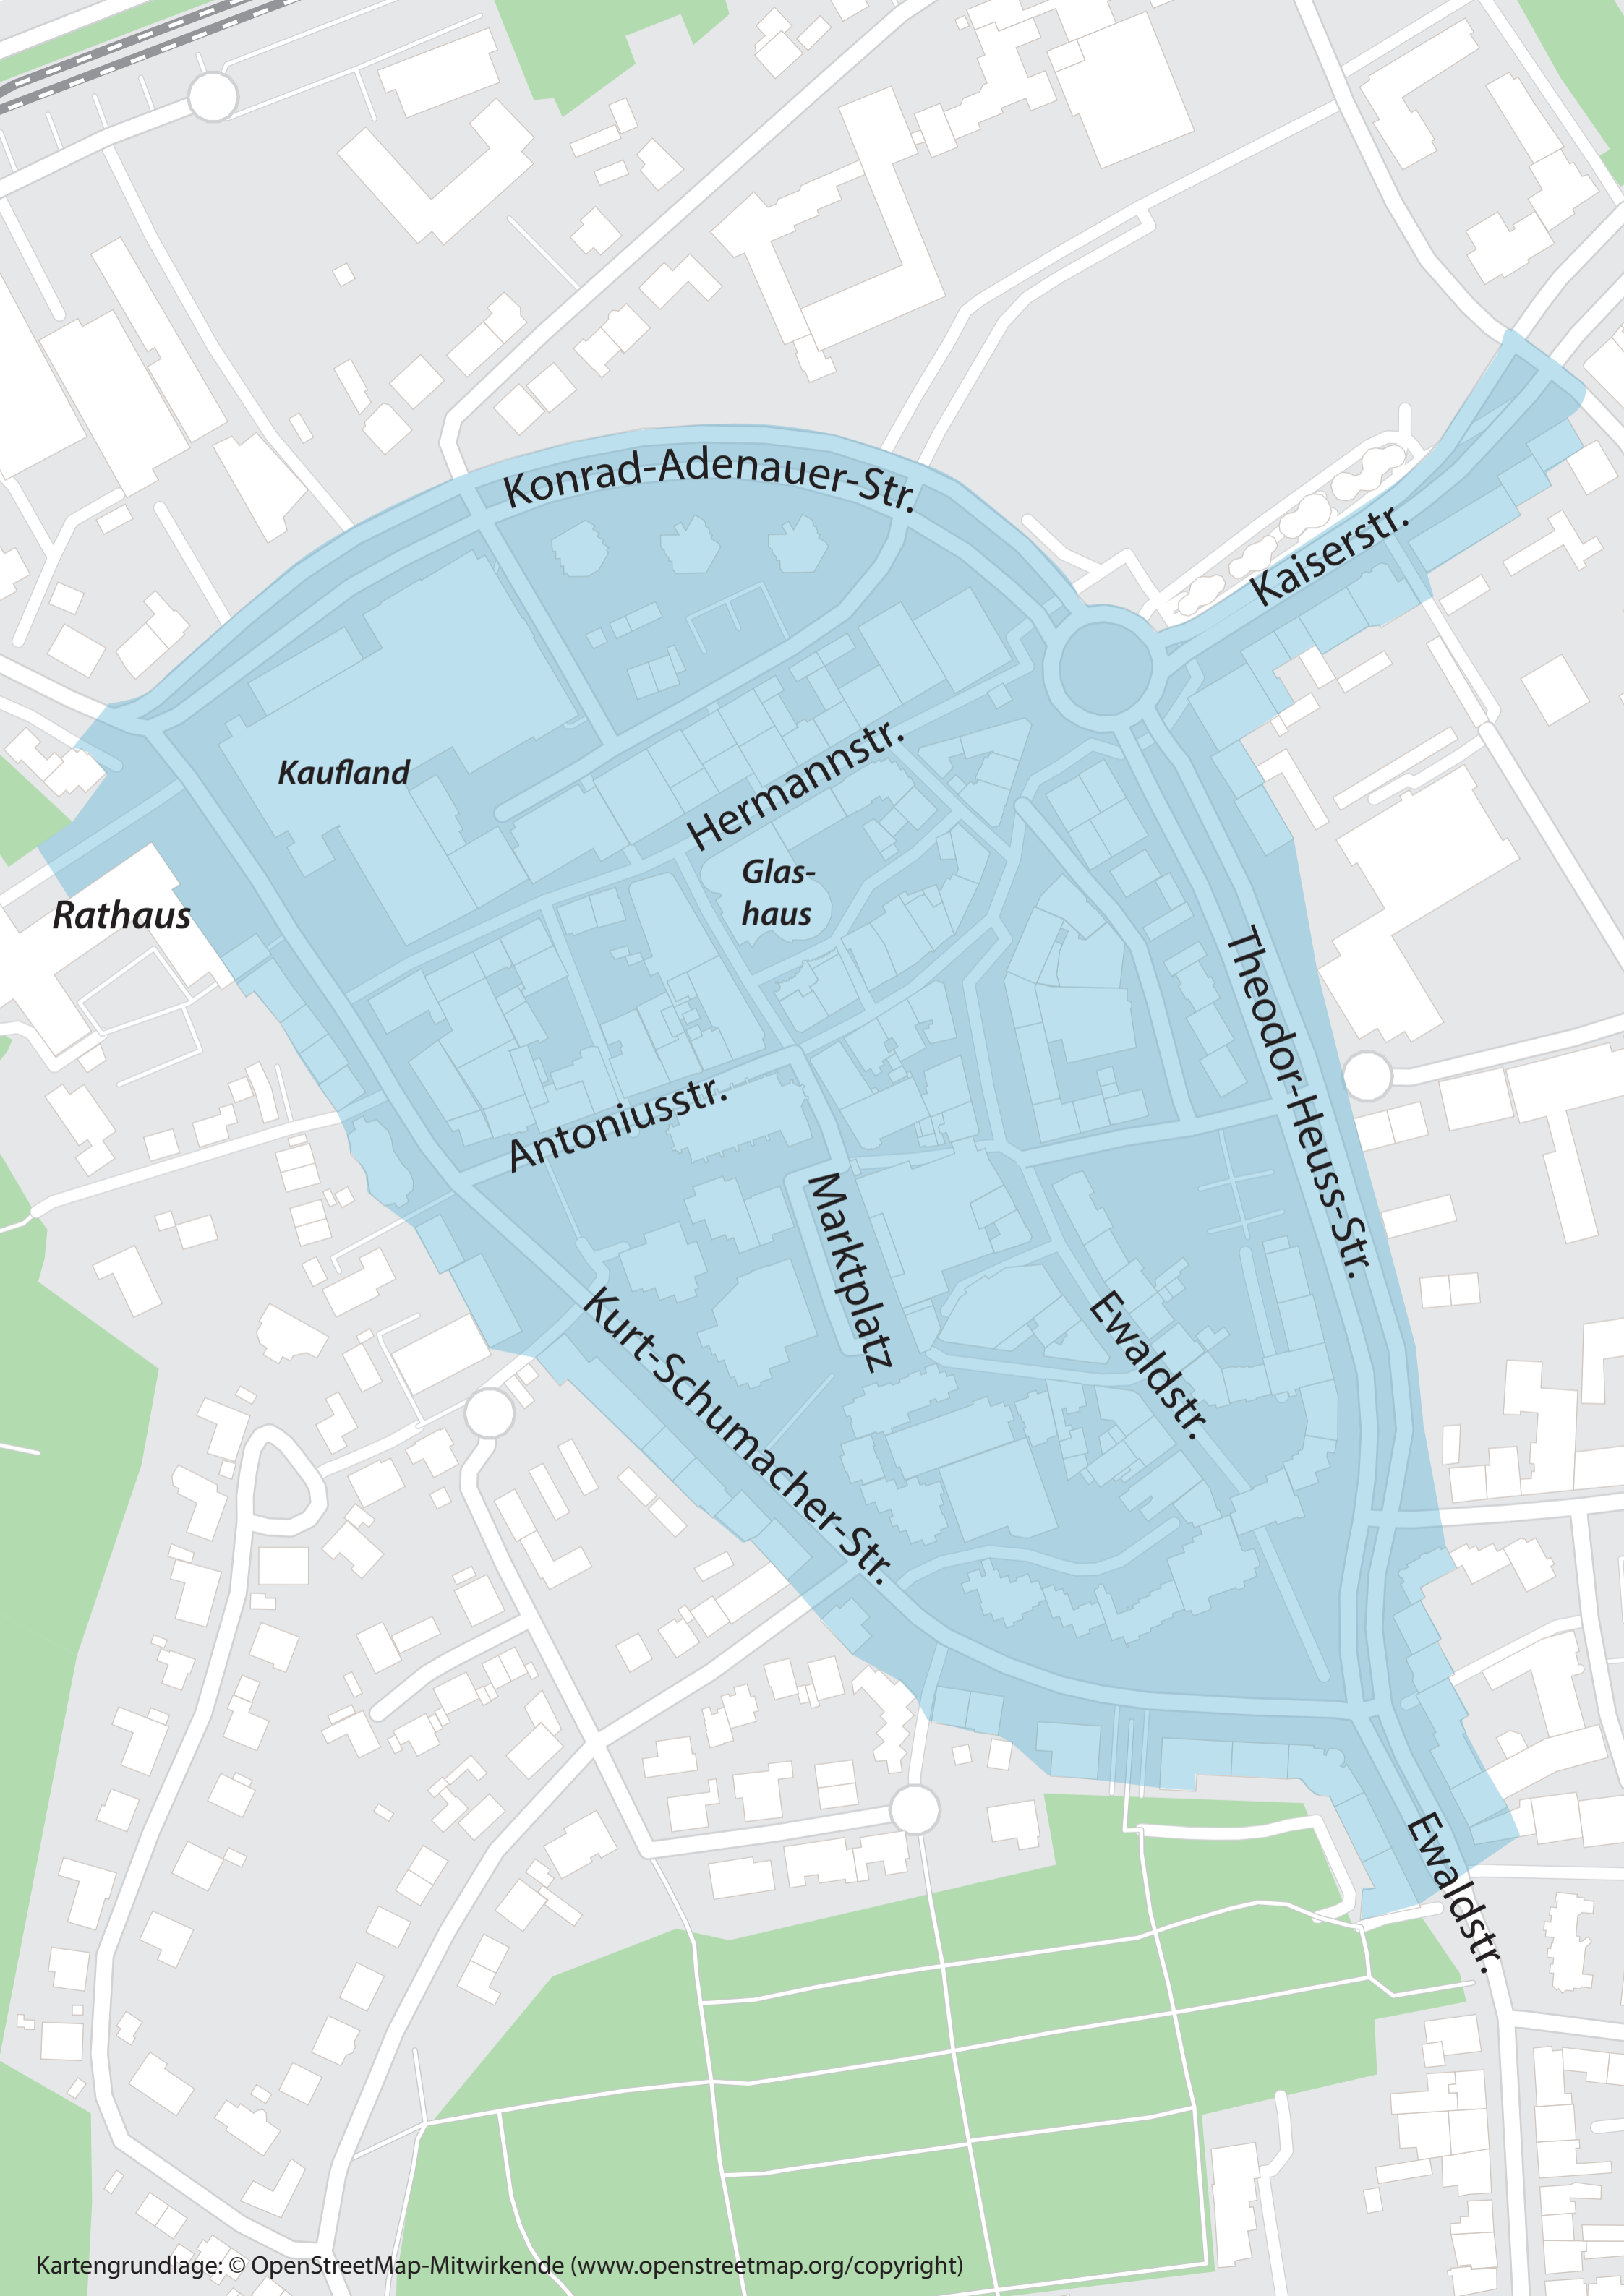 Konrad-Adenauer-Str.
Kaiserstr.
Kaufland
Hermannstr.
Glas-
haus
Rathaus
Theodor-Heuss-Str.
Antoniusstr.
Marktplatz
Kurt-Schumacher-Str.
Ewaldstr.
Ewaldstr.
Kartengrundlage: © OpenStreetMap-Mitwirkende (www.openstreetmap.org/copyright)